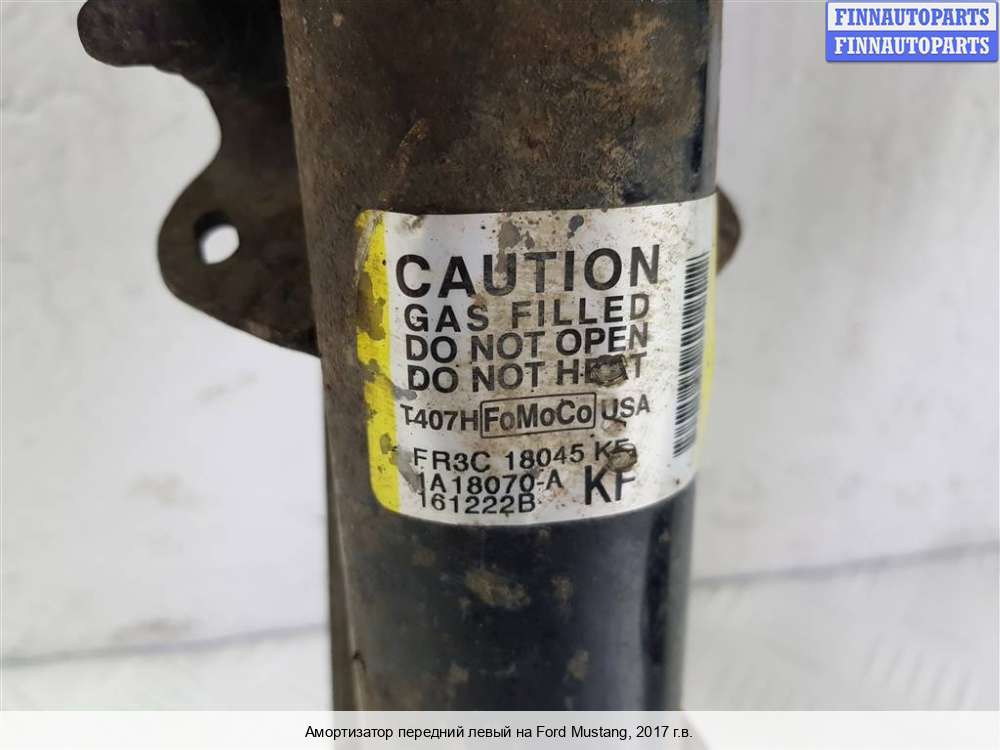 FINNAUTOPARTS
FINNAUTOPARTS
CAUTION
GAS FILLED
DO NOT OPEN
DO NOT HEAT
T407H FoMoCo USA
FR3C 18045
1A18070-A KF
161222B
Амортизатор передний левый на Ford Mustang, 2017 г.в.